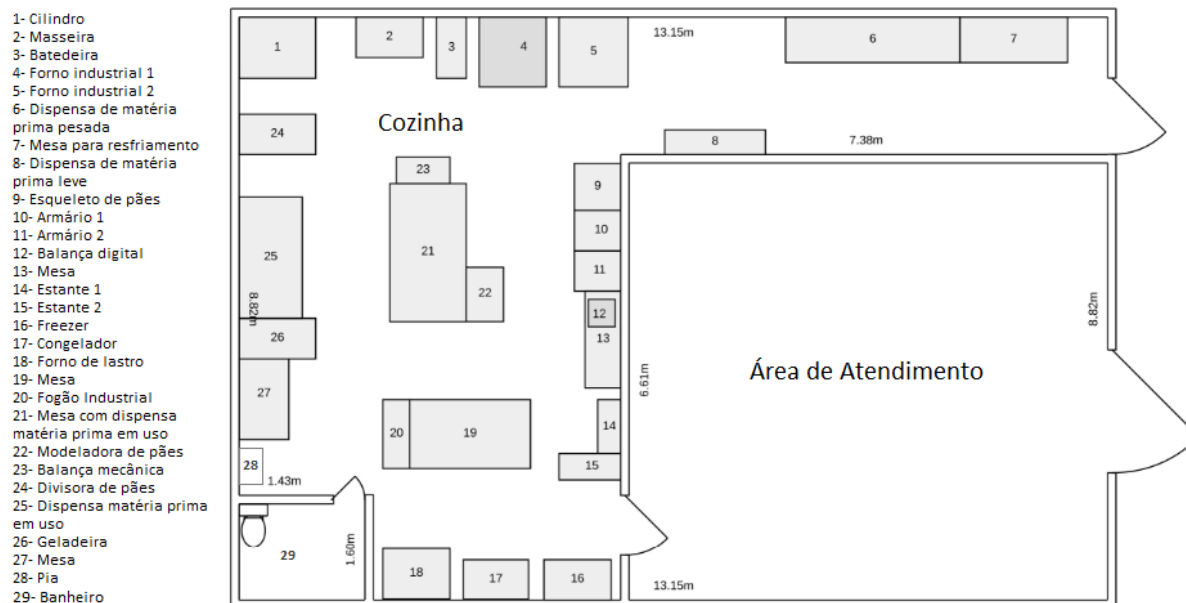 1- Cilindro
2- Masseira
3- Batedeira
4- Forno industrial 1
5- Forno industrial 2
6- Dispensa de matéria
prima pesada
7- Mesa para resfriamento
8- Dispensa de matéria
prima leve
9- Esqueleto de pães
10- Armário 1
11- Armário 2
12- Balança digital
13- Mesa
14- Estante 1
15- Estante 2
16- Freezer
17- Congelador
18- Forno de lastro
19- Mesa
20- Fogão Industrial
21- Mesa com dispensa
matéria prima em uso
22- Modeladora de pães
23- Balança mecânica
24- Divisora de pães
25- Dispensa matéria prima
em uso
26- Geladeira
27- Mesa
28- Pia
29- Banheiro
1
2
3
4
5
13.15m
6
7
24
Cozinha
8
7.38m
23
9
10
21
11
25
22
8.82m
12
13
26
6.61m
8.82m
Área de Atendimento
27
20
19
14
15
28
1.43m
29
1.60m
18
17
16
13.15m